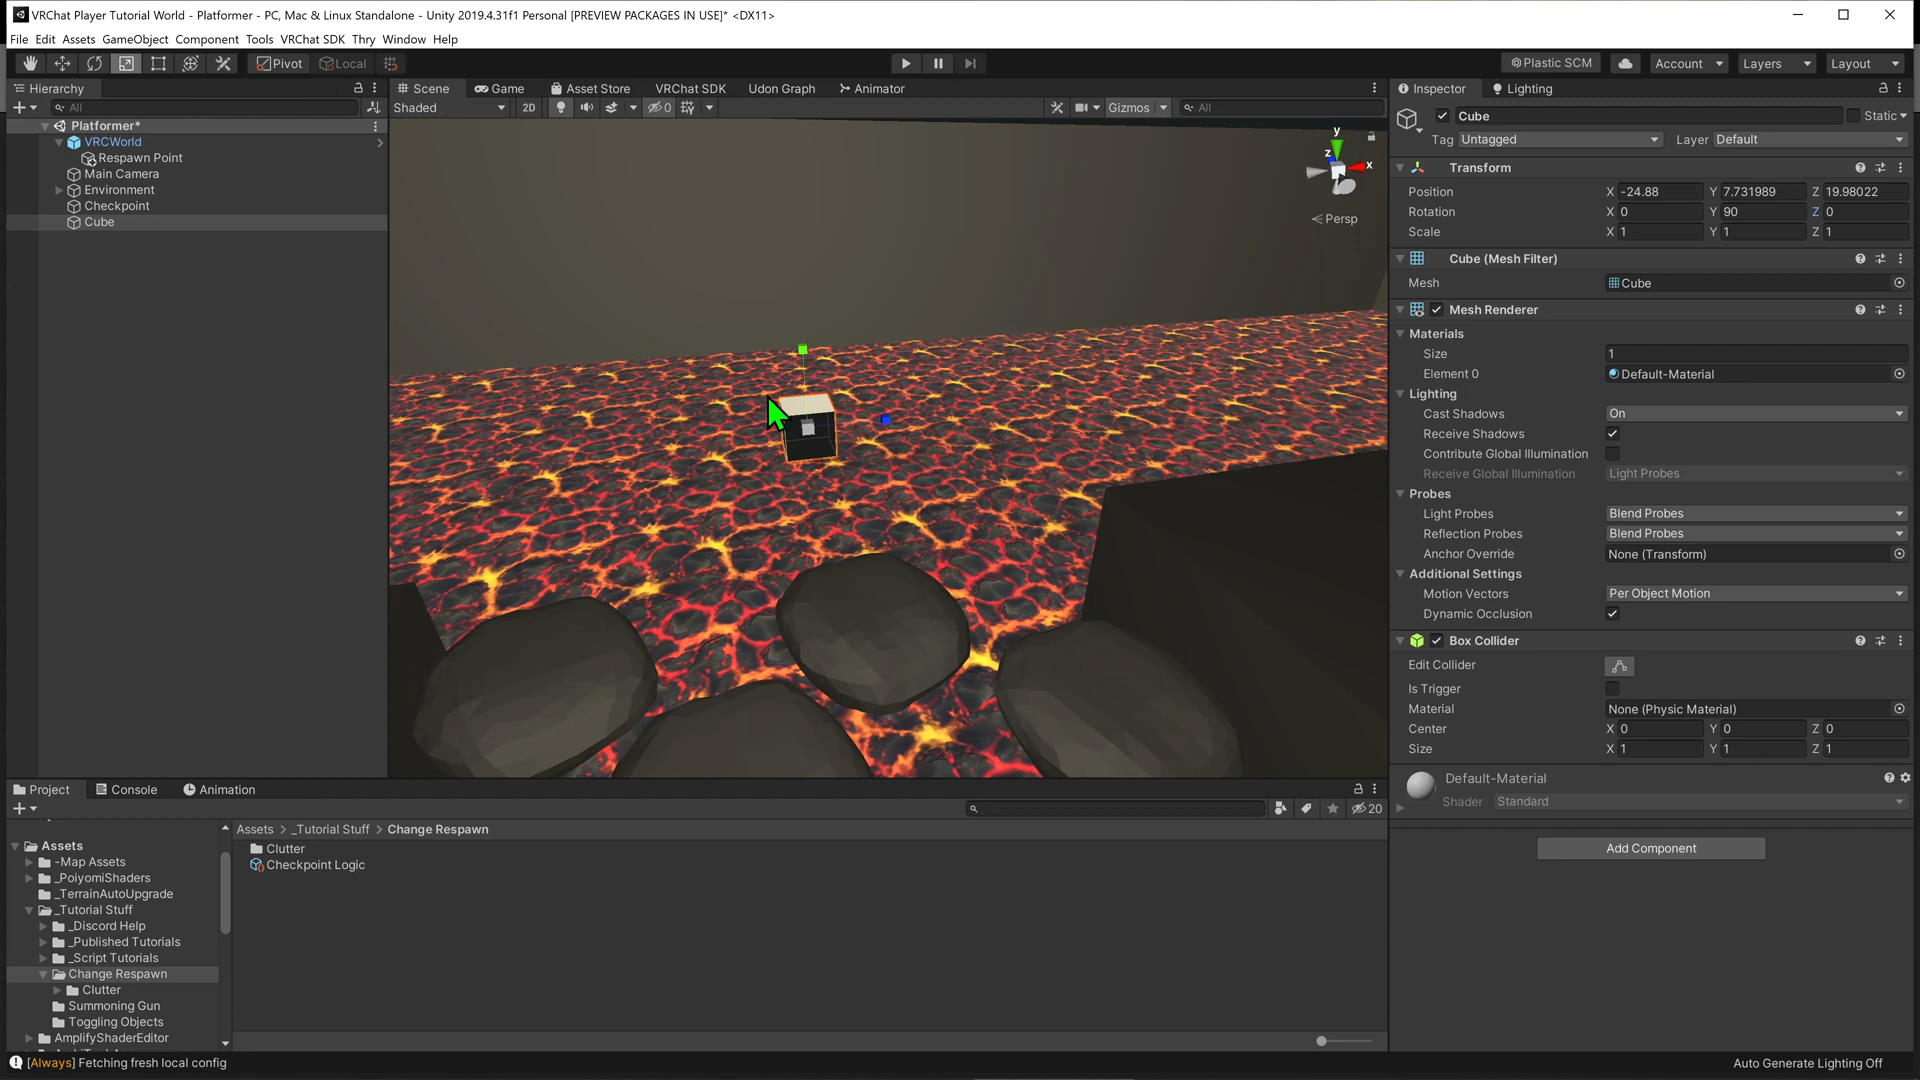 VRChat Player Tutorial World - Platformer - PC, Mac & Linux Standalone - Unity 2019.4.31f1 Personal [PREVIEW PACKAGES IN USE]* <DX11>
File Edit Assets GameObject Component Tools VRChat SDK Thry Window Help
Pivot Local Plastic SCM Account Layers Layout
Hierarchy
All
Platformer*
VRCWorld
Respawn Point
Main Camera
Environment
Checkpoint
Cube
Scene Game Asset Store VRChat SDK Udon Graph Animator
Shaded 2D 0 Gizmos All
y
z
x
Persp
Inspector Lighting
Cube Static
Tag Untagged Layer Default
Transform
Position X -24.88 Y 7.731989 Z 19.98022
Rotation X 0 Y 90 Z 0
Scale X 1 Y 1 Z 1
Cube (Mesh Filter)
Mesh Cube
Mesh Renderer
Materials
Size 1
Element 0 Default-Material
Lighting
Cast Shadows On
Receive Shadows
Contribute Global Illumination
Receive Global Illumination Light Probes
Probes
Light Probes Blend Probes
Reflection Probes Blend Probes
Anchor Override None (Transform)
Additional Settings
Motion Vectors Per Object Motion
Dynamic Occlusion
Box Collider
Edit Collider
Is Trigger
Material None (Physic Material)
Center X 0 Y 0 Z 0
Size X 1 Y 1 Z 1
Default-Material
Shader Standard
Add Component
Project Console Animation
20
Assets
-Map Assets
_PoiyomiShaders
_TerrainAutoUpgrade
_Tutorial Stuff
_Discord Help
_Published Tutorials
_Script Tutorials
Change Respawn
Clutter
Summoning Gun
Toggling Objects
AmplifyShaderEditor
Assets > _Tutorial Stuff > Change Respawn
Clutter
Checkpoint Logic
[Always] Fetching fresh local config
Auto Generate Lighting Off